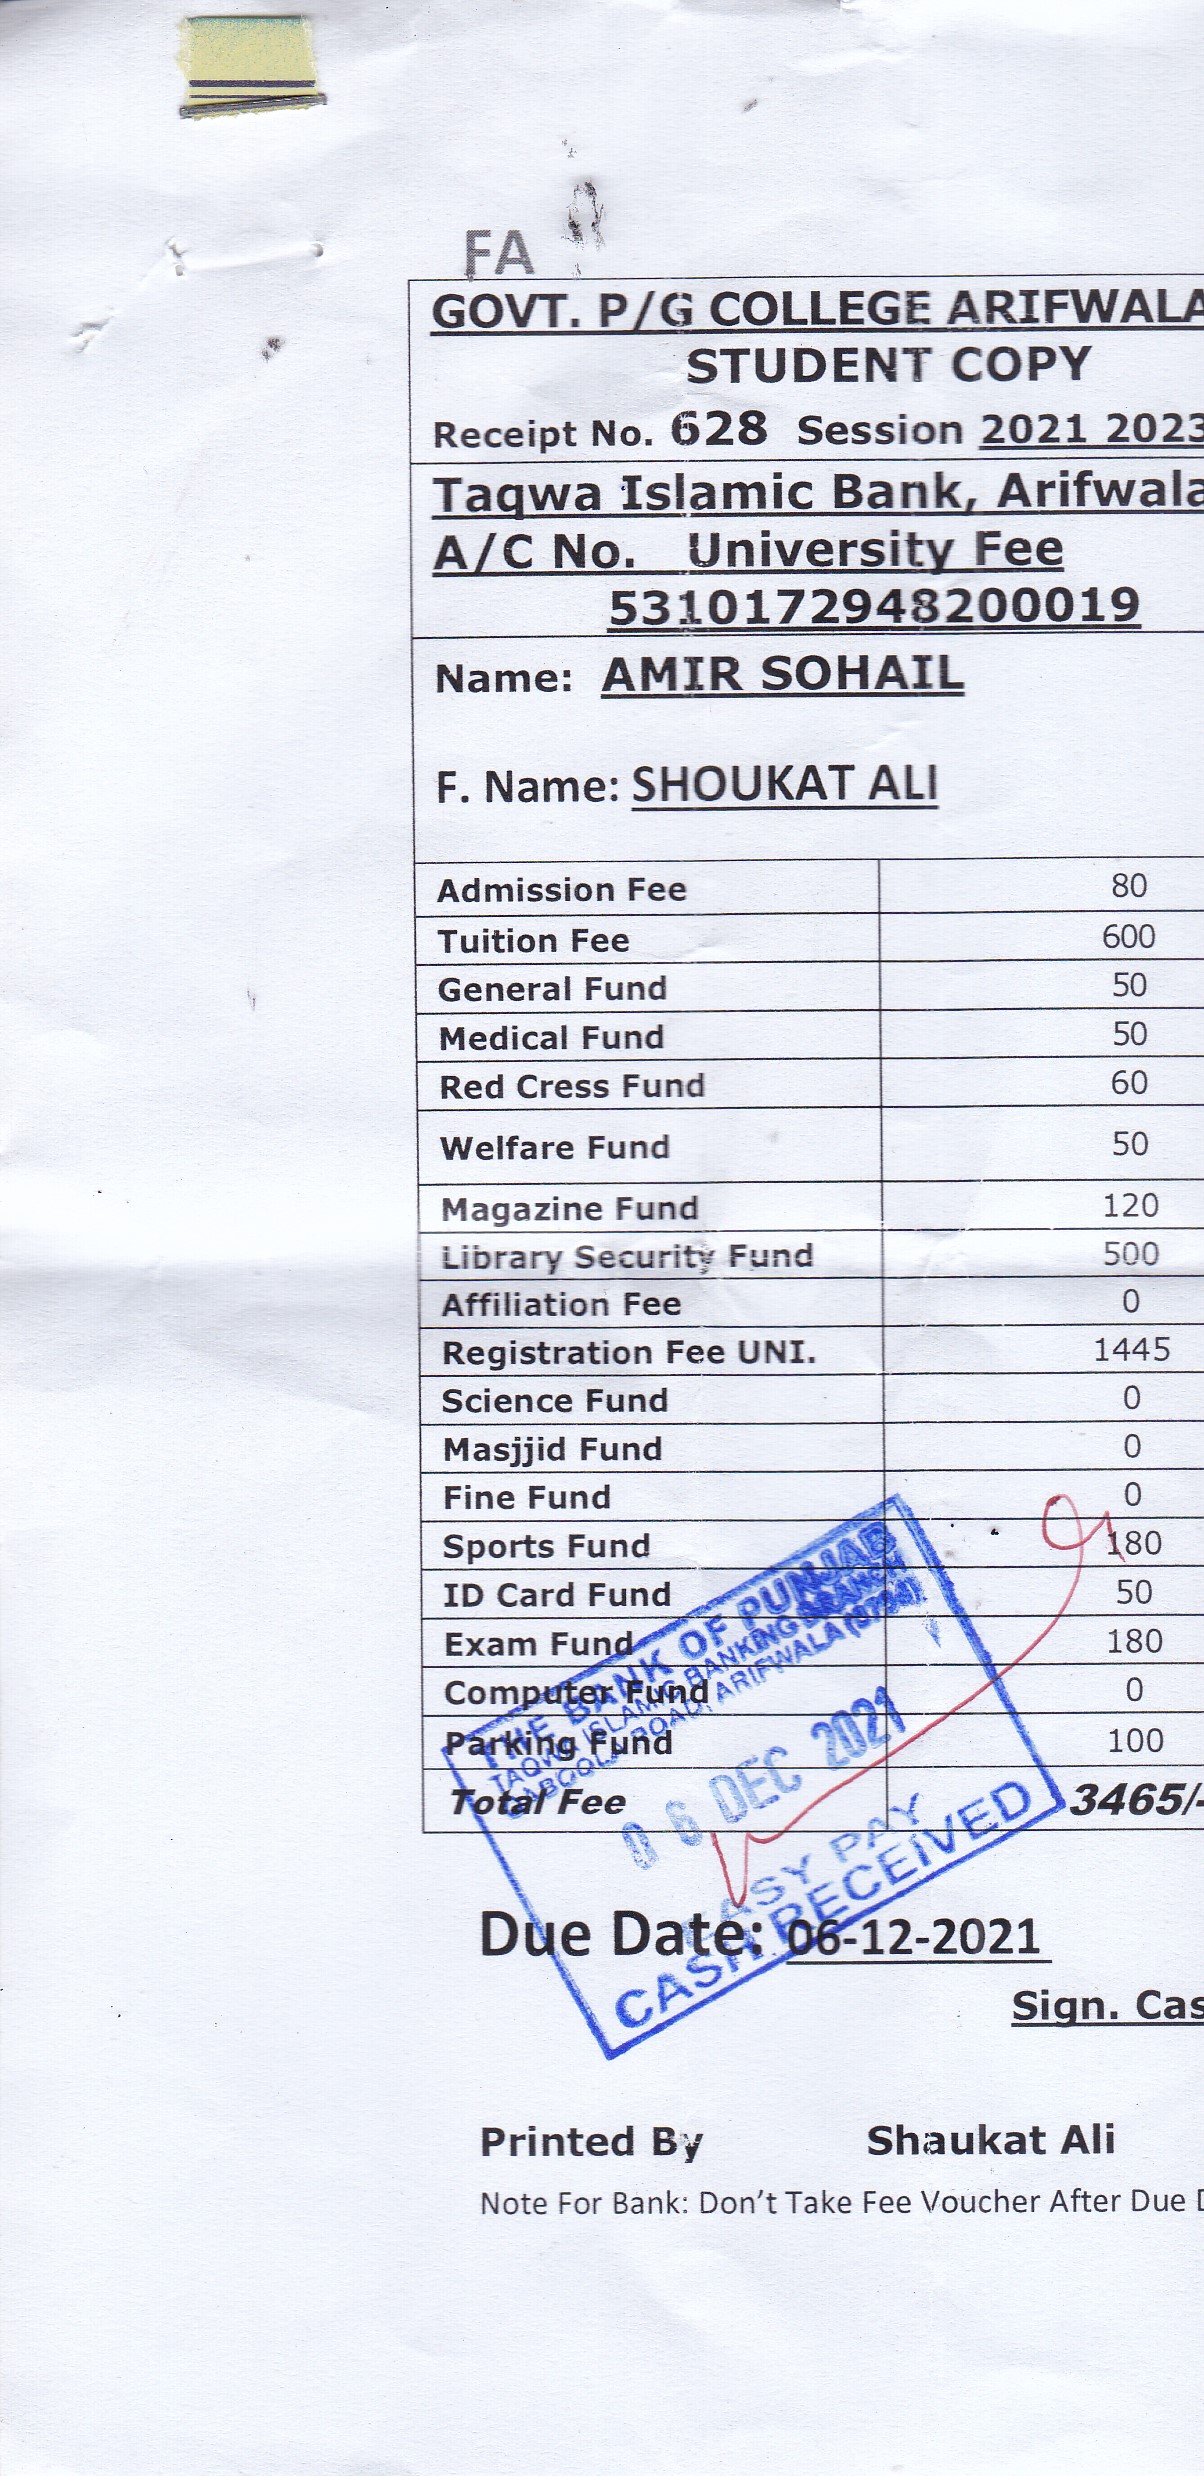 FA
GOVT. P/G COLLEGE ARIFWALA
STUDENT COPY
Receipt No. 628 Session 2021 2023
Taqwa Islamic Bank, Arifwala
A/C No. University Fee
5310172948200019
Name: AMIR SOHAIL
F. Name: SHOUKAT ALI
Admission Fee 80
Tuition Fee 600
General Fund 50
Medical Fund 50
Red Cress Fund 60
Welfare Fund 50
Magazine Fund 120
Library Security Fund 500
Affiliation Fee 0
Registration Fee UNI. 1445
Science Fund 0
Masjjid Fund 0
Fine Fund 0
Sports Fund 180
ID Card Fund 50
Exam Fund 180
Computer Fund 0
Parking Fund 100
Total Fee 3465/-
THE BANK OF PUNJAB
TAQWA ISLAMIC BANKING BRANCH
ROAD, ARIFWALA
06 DEC 2021
EASY PAY
CASH RECEIVED
Due Date: 06-12-2021
Sign. Cas
Printed By Shaukat Ali
Note For Bank: Don't Take Fee Voucher After Due